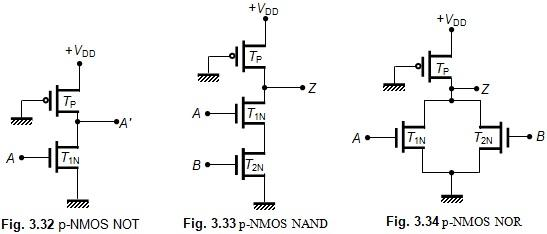 +VDD
TP
A'
A
T1N
Fig. 3.32 p-NMOS NOT
+VDD
TP
Z
A
T1N
B
T2N
Fig. 3.33 p-NMOS NAND
+VDD
TP
Z
A
T1N
T2N
B
Fig. 3.34 p-NMOS NOR